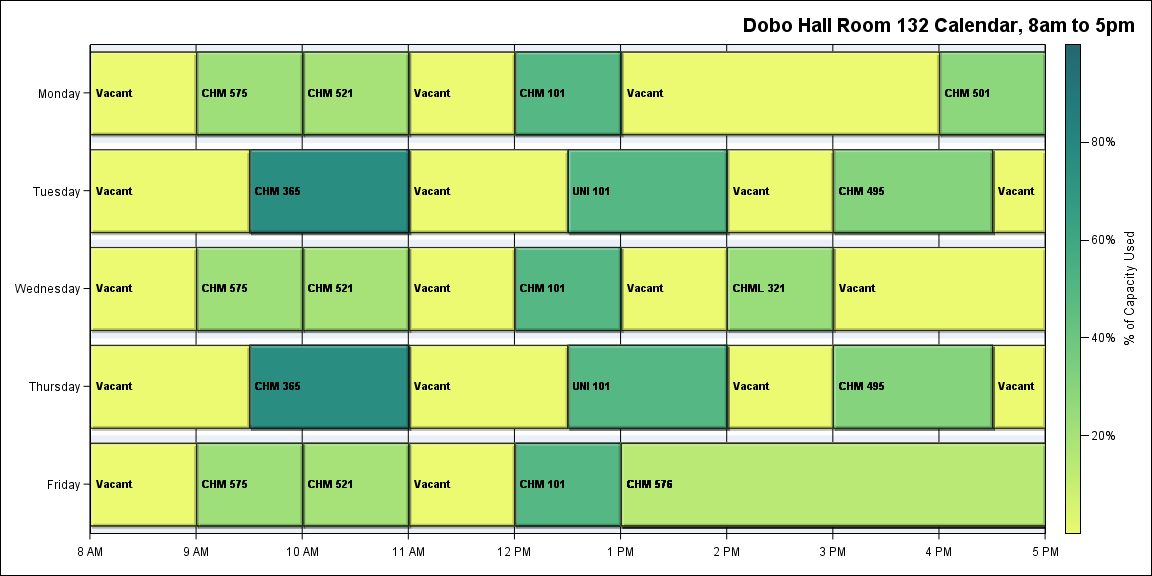 Dobo Hall Room 132 Calendar, 8am to 5pm
Monday
Vacant
CHM 575
CHM 521
Vacant
CHM 101
Vacant
CHM 501
Tuesday
Vacant
CHM 365
Vacant
UNI 101
Vacant
CHM 495
Vacant
Wednesday
Vacant
CHM 575
CHM 521
Vacant
CHM 101
Vacant
CHML 321
Vacant
Thursday
Vacant
CHM 365
Vacant
UNI 101
Vacant
CHM 495
Vacant
Friday
Vacant
CHM 575
CHM 521
Vacant
CHM 101
CHM 576
8 AM
9 AM
10 AM
11 AM
12 PM
1 PM
2 PM
3 PM
4 PM
5 PM
80%
60%
40%
20%
% of Capacity Used